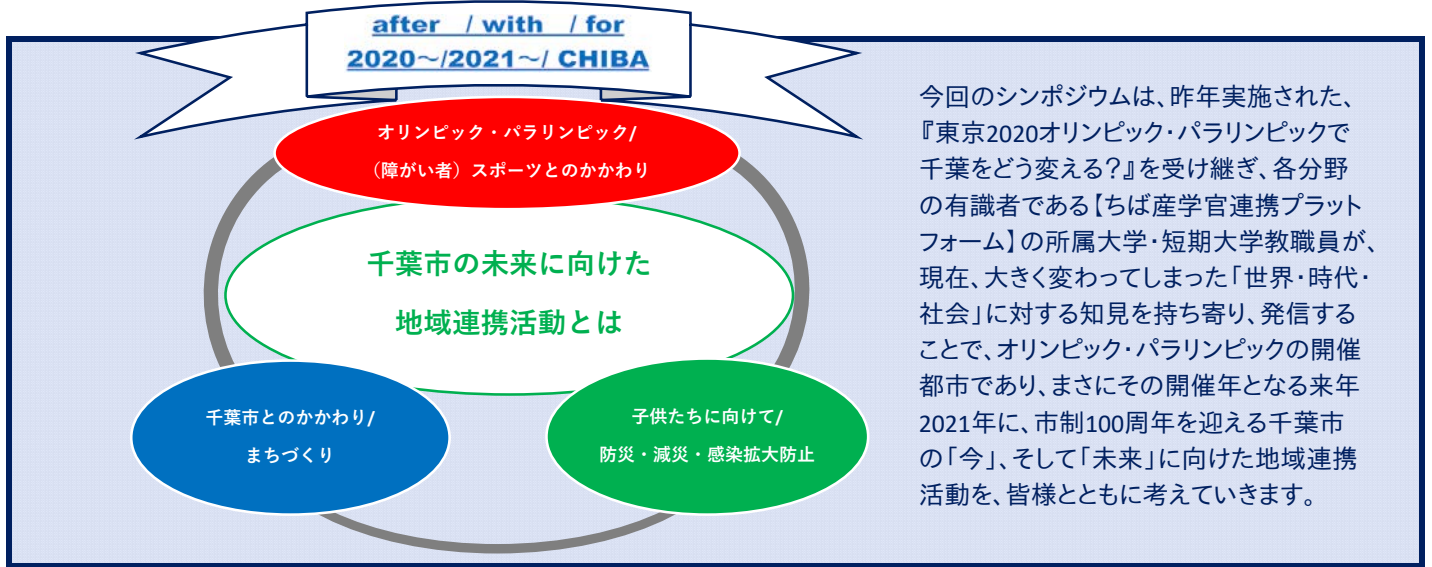 after / with / for
2020～/2021～/ CHIBA
オリンピック・パラリンピック/
（障がい者）スポーツとのかかわり
千葉市の未来に向けた
地域連携活動とは
千葉市とのかかわり/
まちづくり
子供たちに向けて/
防災・減災・感染拡大防止
今回のシンポジウムは、昨年実施された、
『東京2020オリンピック・パラリンピックで
千葉をどう変える？』を受け継ぎ、各分野
の有識者である【ちば産学官連携プラット
フォーム】の所属大学・短期大学教職員が、
現在、大きく変わってしまった「世界・時代・
社会」に対する知見を持ち寄り、発信する
ことで、オリンピック・パラリンピックの開催
都市であり、まさにその開催年となる来年
2021年に、市制100周年を迎える千葉市
の「今」、そして「未来」に向けた地域連携
活動を、皆様とともに考えていきます。